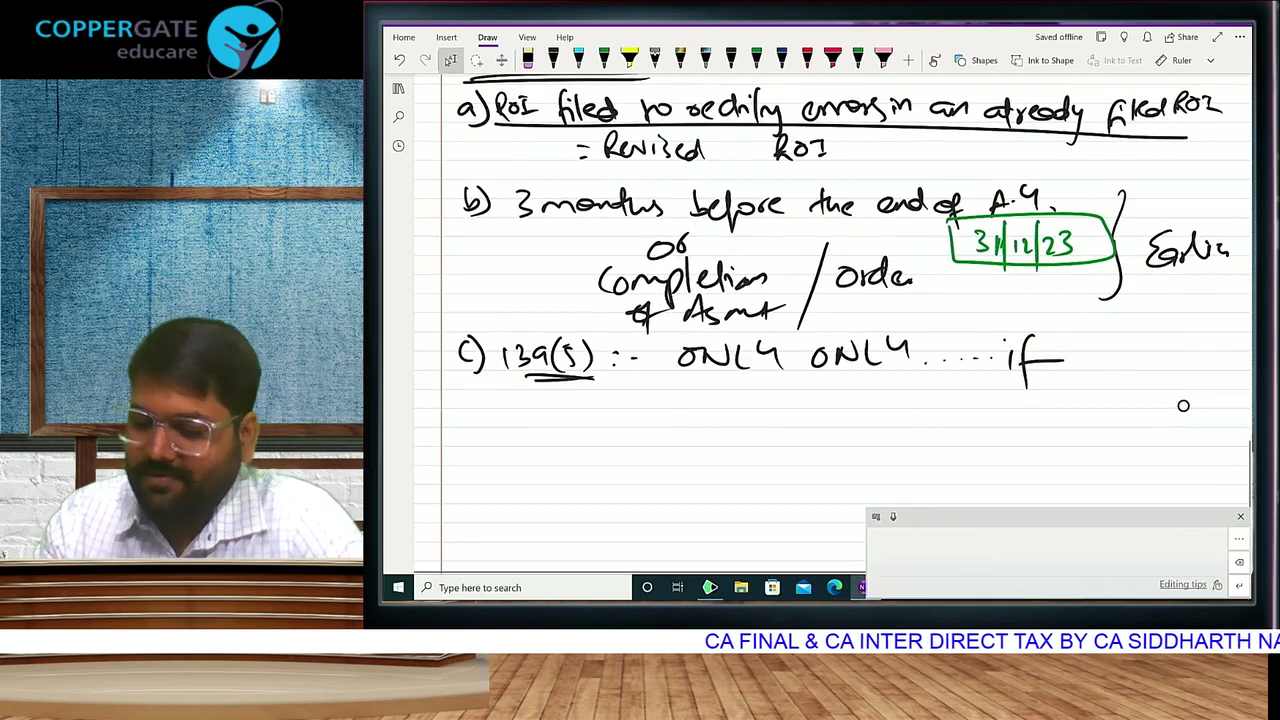 COPPERGATE
educare
Home Insert Draw View Help
Saved offline Share
Shapes Ink to Shape Ink to Text Ruler
a) ROI filed to rectify errors in an already filed ROI
= Revised ROI
b) 3 months before the end of A.Y.
31/12/23
or
Earlier
Completion / Order
of Asmt
c) 139(5) :- ONLY ONLY ...... if
Editing tips
Type here to search
CA FINAL & CA INTER DIRECT TAX BY CA SIDDHARTH NA